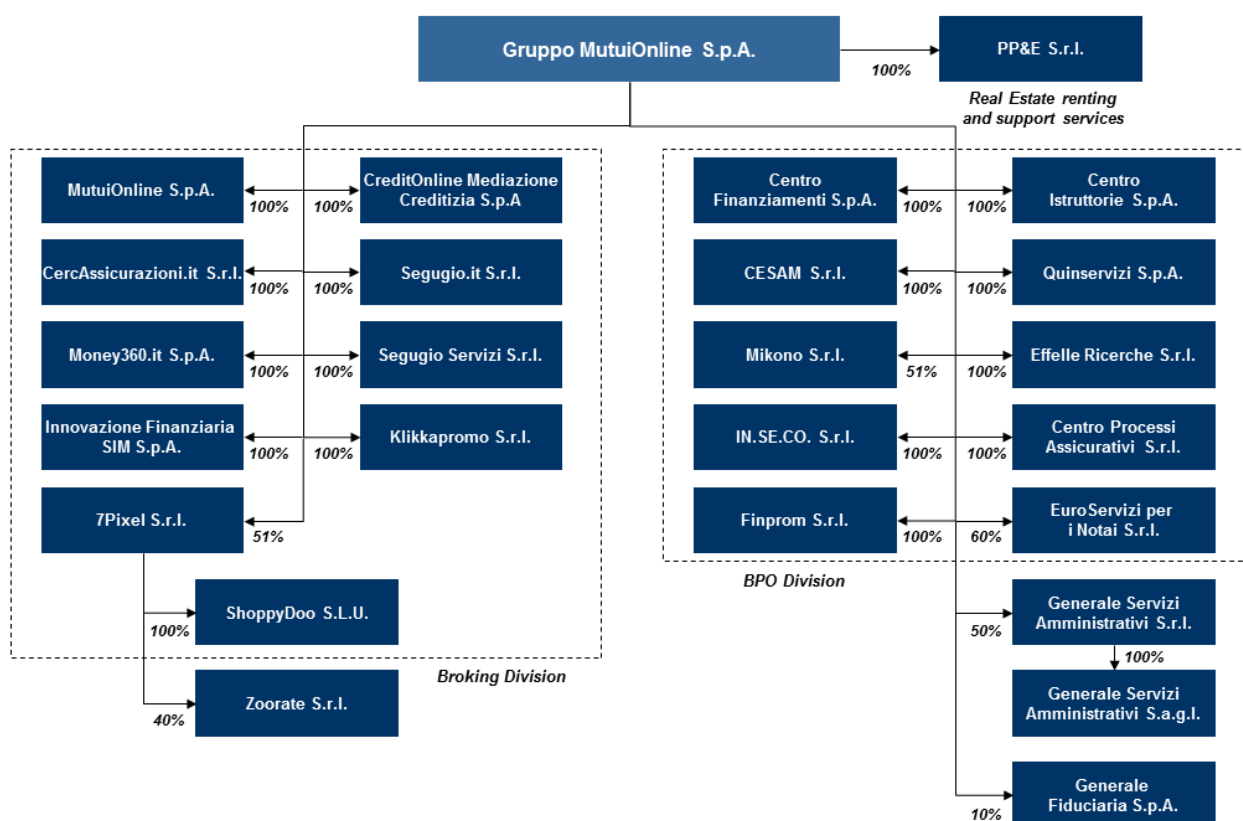 Gruppo MutuiOnline S.p.A.
PP&E S.r.l.
100%
Real Estate renting
and support services
MutuiOnline S.p.A.
100%
100%
CreditOnline Mediazione
Creditizia S.p.A
CercAssicurazioni.it S.r.l.
100%
100%
Segugio.it S.r.l.
Money360.it S.p.A.
100%
100%
Segugio Servizi S.r.l.
Innovazione Finanziaria
SIM S.p.A.
100%
100%
Klikkapromo S.r.l.
7Pixel S.r.l.
51%
ShoppyDoo S.L.U.
100%
Broking Division
Zoorate S.r.l.
40%
Centro
Finanziamenti S.p.A.
100%
100%
Centro
Istruttorie S.p.A.
CESAM S.r.l.
100%
100%
Quinservizi S.p.A.
Mikono S.r.l.
51%
100%
Effelle Ricerche S.r.l.
IN.SE.CO. S.r.l.
100%
100%
Centro Processi
Assicurativi S.r.l.
Finprom S.r.l.
100%
60%
EuroServizi per
i Notai S.r.l.
BPO Division
50%
Generale Servizi
Amministrativi S.r.l.
100%
Generale Servizi
Amministrativi S.a.g.l.
10%
Generale
Fiduciaria S.p.A.